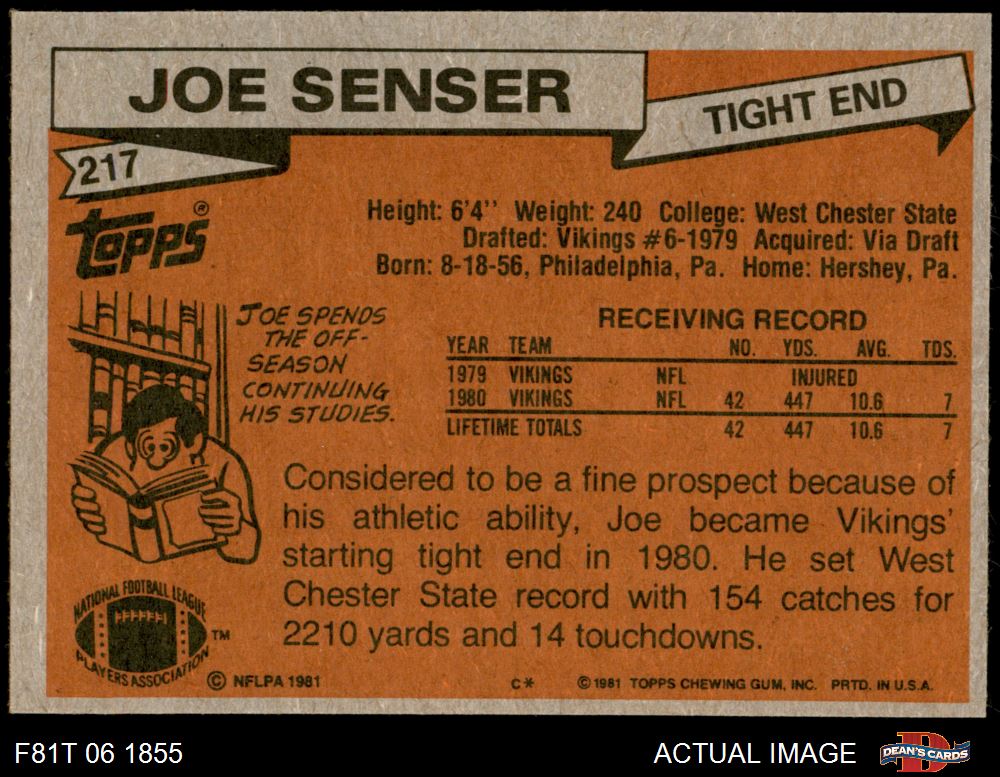 JOE SENSER
TIGHT END
217
Topps®
Height: 6'4'' Weight: 240 College: West Chester State
Drafted: Vikings #6-1979 Acquired: Via Draft
Born: 8-18-56, Philadelphia, Pa. Home: Hershey, Pa.
JOE SPENDS
THE OFF-
SEASON
CONTINUING
HIS STUDIES.
RECEIVING RECORD
YEAR TEAM NO. YDS. AVG. TDS.
1979 VIKINGS NFL INJURED
1980 VIKINGS NFL 42 447 10.6 7
LIFETIME TOTALS 42 447 10.6 7
Considered to be a fine prospect because of
his athletic ability, Joe became Vikings'
starting tight end in 1980. He set West
Chester State record with 154 catches for
2210 yards and 14 touchdowns.
NATIONAL FOOTBALL LEAGUE
PLAYERS ASSOCIATION
TM
© NFLPA 1981
C*
© 1981 TOPPS CHEWING GUM, INC. PRTD. IN U.S.A.
F81T 06 1855
ACTUAL IMAGE
D
DEAN'S CARDS